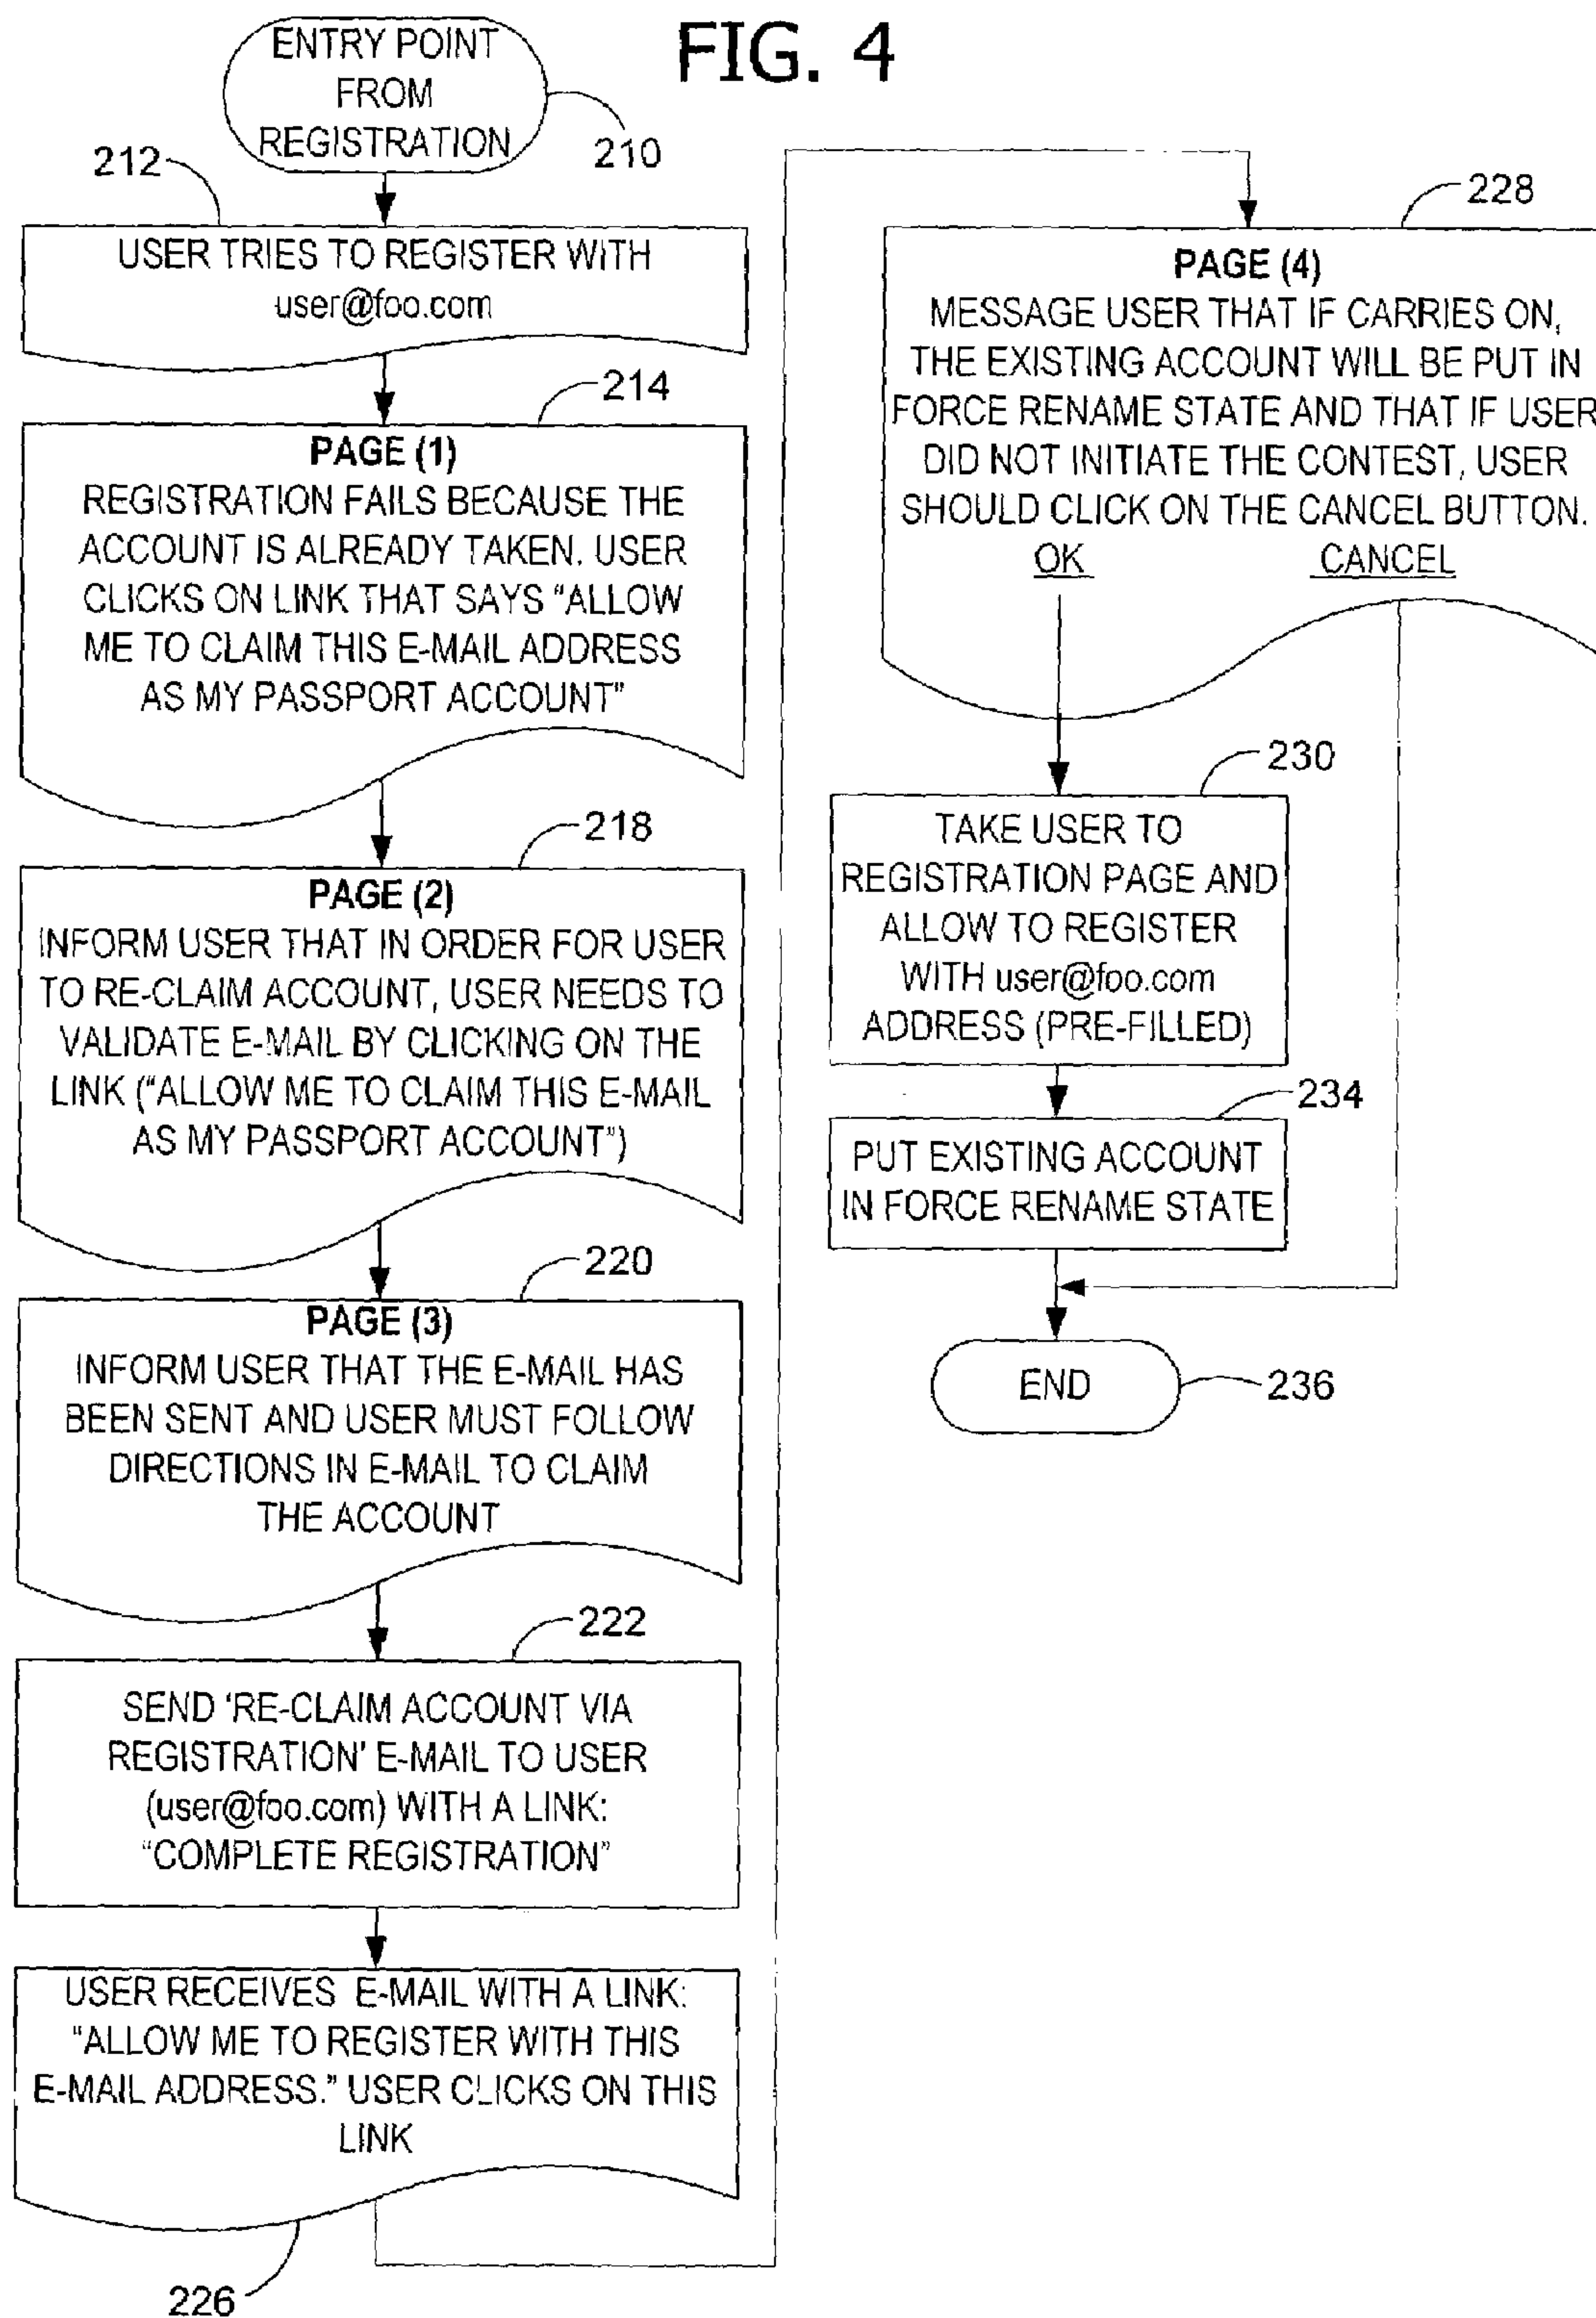 FIG. 4
ENTRY POINT
FROM
REGISTRATION
210
212
USER TRIES TO REGISTER WITH
user@foo.com
214
PAGE (1)
REGISTRATION FAILS BECAUSE THE
ACCOUNT IS ALREADY TAKEN. USER
CLICKS ON LINK THAT SAYS "ALLOW
ME TO CLAIM THIS E-MAIL ADDRESS
AS MY PASSPORT ACCOUNT"
218
PAGE (2)
INFORM USER THAT IN ORDER FOR USER
TO RE-CLAIM ACCOUNT, USER NEEDS TO
VALIDATE E-MAIL BY CLICKING ON THE
LINK ("ALLOW ME TO CLAIM THIS E-MAIL
AS MY PASSPORT ACCOUNT")
220
PAGE (3)
INFORM USER THAT THE E-MAIL HAS
BEEN SENT AND USER MUST FOLLOW
DIRECTIONS IN E-MAIL TO CLAIM
THE ACCOUNT
222
SEND 'RE-CLAIM ACCOUNT VIA
REGISTRATION' E-MAIL TO USER
(user@foo.com) WITH A LINK:
"COMPLETE REGISTRATION"
USER RECEIVES E-MAIL WITH A LINK:
"ALLOW ME TO REGISTER WITH THIS
E-MAIL ADDRESS." USER CLICKS ON THIS
LINK
226
228
PAGE (4)
MESSAGE USER THAT IF CARRIES ON,
THE EXISTING ACCOUNT WILL BE PUT IN
FORCE RENAME STATE AND THAT IF USER
DID NOT INITIATE THE CONTEST, USER
SHOULD CLICK ON THE CANCEL BUTTON.
OK CANCEL
230
TAKE USER TO
REGISTRATION PAGE AND
ALLOW TO REGISTER
WITH user@foo.com
ADDRESS (PRE-FILLED)
234
PUT EXISTING ACCOUNT
IN FORCE RENAME STATE
END
236